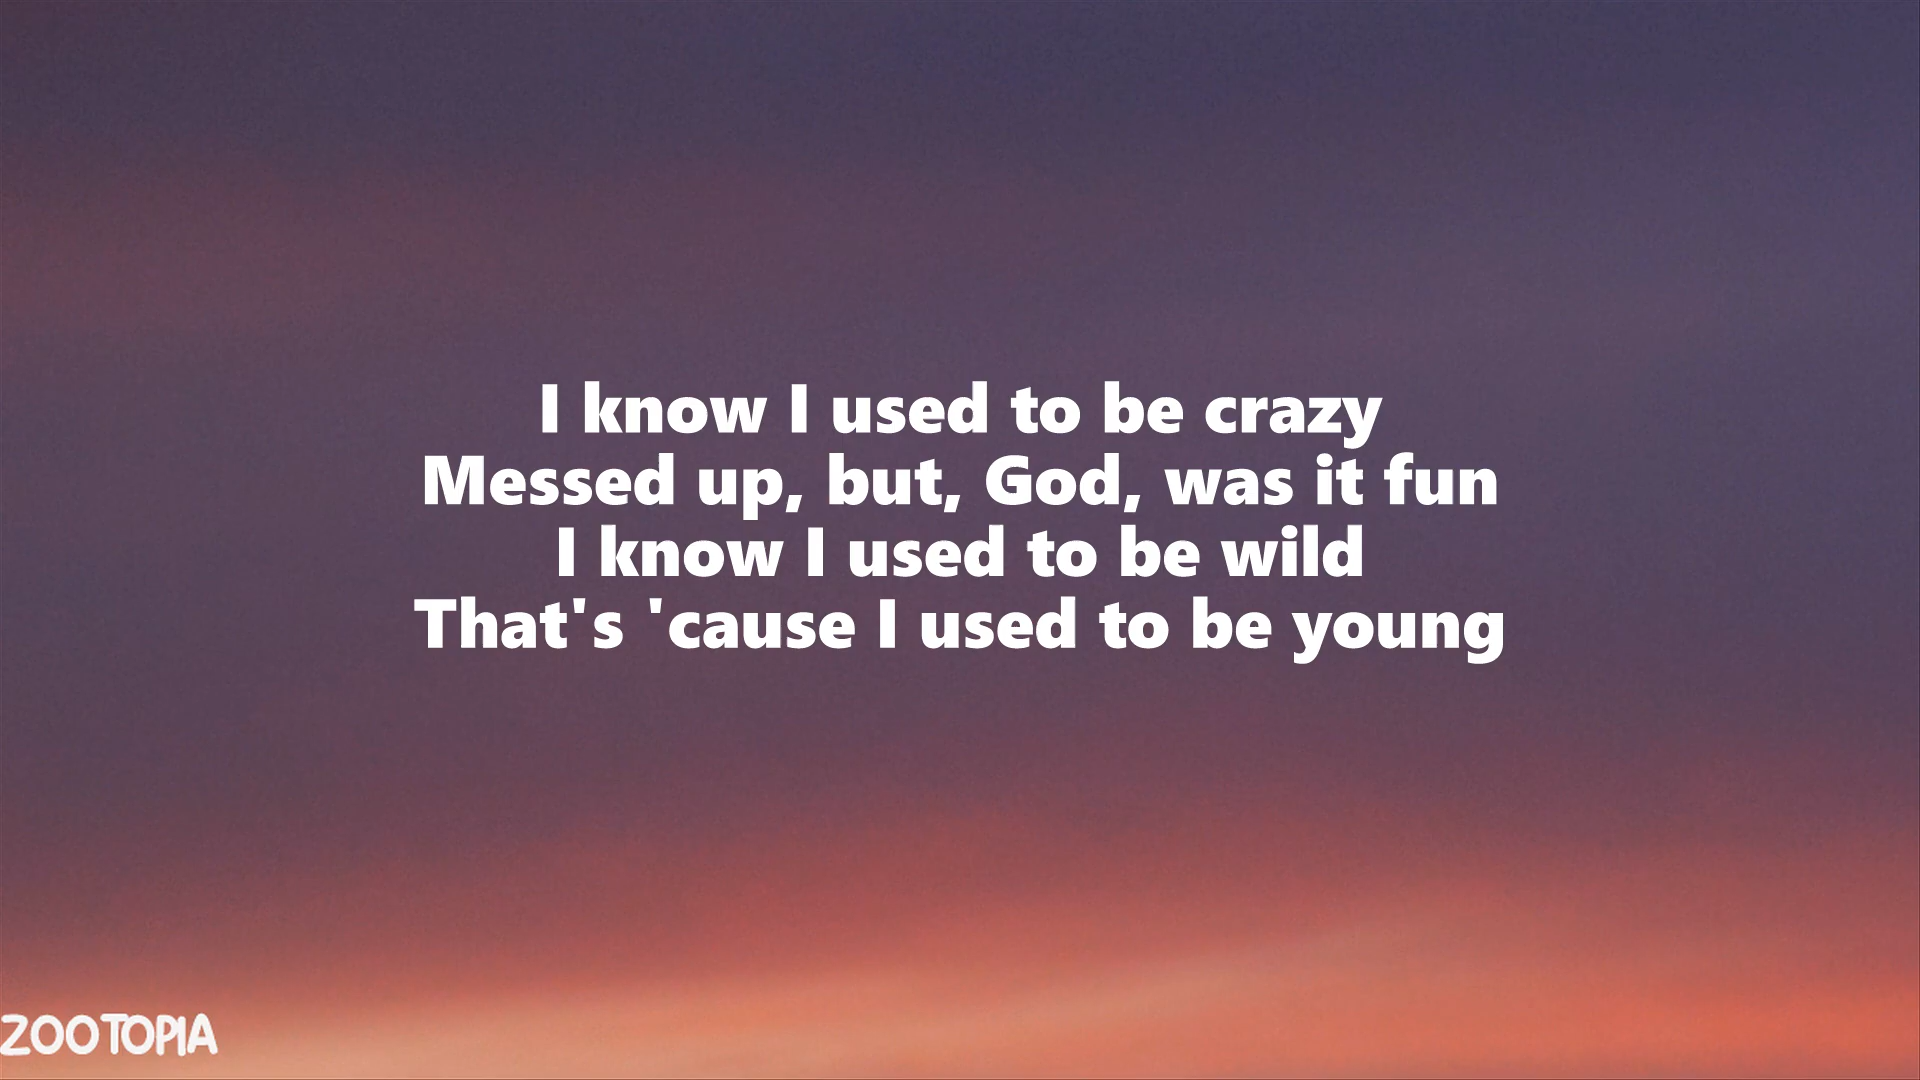 I know I used to be crazy
Messed up, but, God, was it fun
I know I used to be wild
That's 'cause I used to be young
ZOOTOPIA